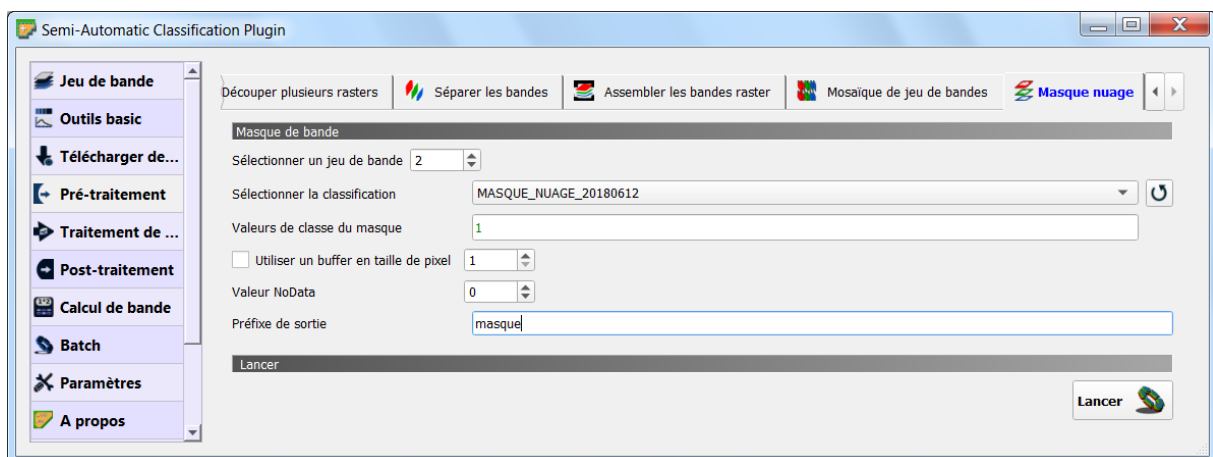 Semi-Automatic Classification Plugin
Jeu de bande
Outils basic
Télécharger de...
Pré-traitement
Traitement de ...
Post-traitement
Calcul de bande
Batch
Paramètres
A propos
Découper plusieurs rasters
Séparer les bandes
Assembler les bandes raster
Mosaïque de jeu de bandes
Masque nuage
Masque de bande
Sélectionner un jeu de bande 2
Sélectionner la classification MASQUE_NUAGE_20180612
Valeurs de classe du masque 1
Utiliser un buffer en taille de pixel 1
Valeur NoData 0
Préfixe de sortie masque
Lancer
Lancer